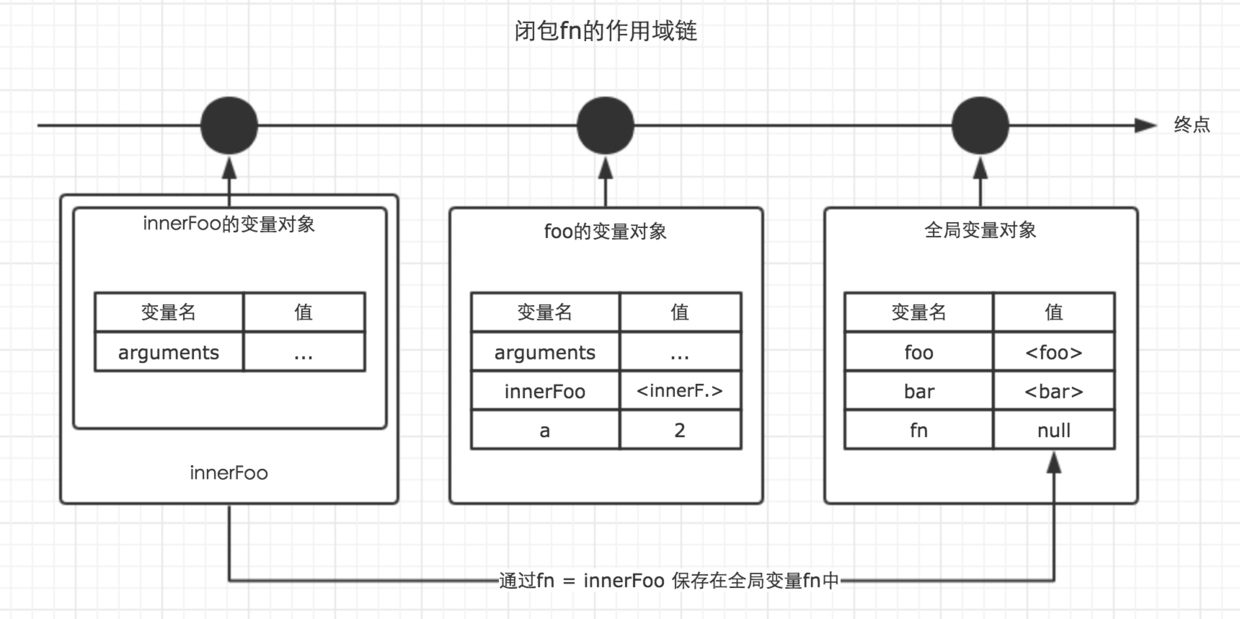 闭包fn的作用域链
终点
innerFoo的变量对象
变量名 值
arguments ...
innerFoo
foo的变量对象
变量名 值
arguments ...
innerFoo <innerF.>
a 2
全局变量对象
变量名 值
foo <foo>
bar <bar>
fn null
通过fn = innerFoo 保存在全局变量fn中